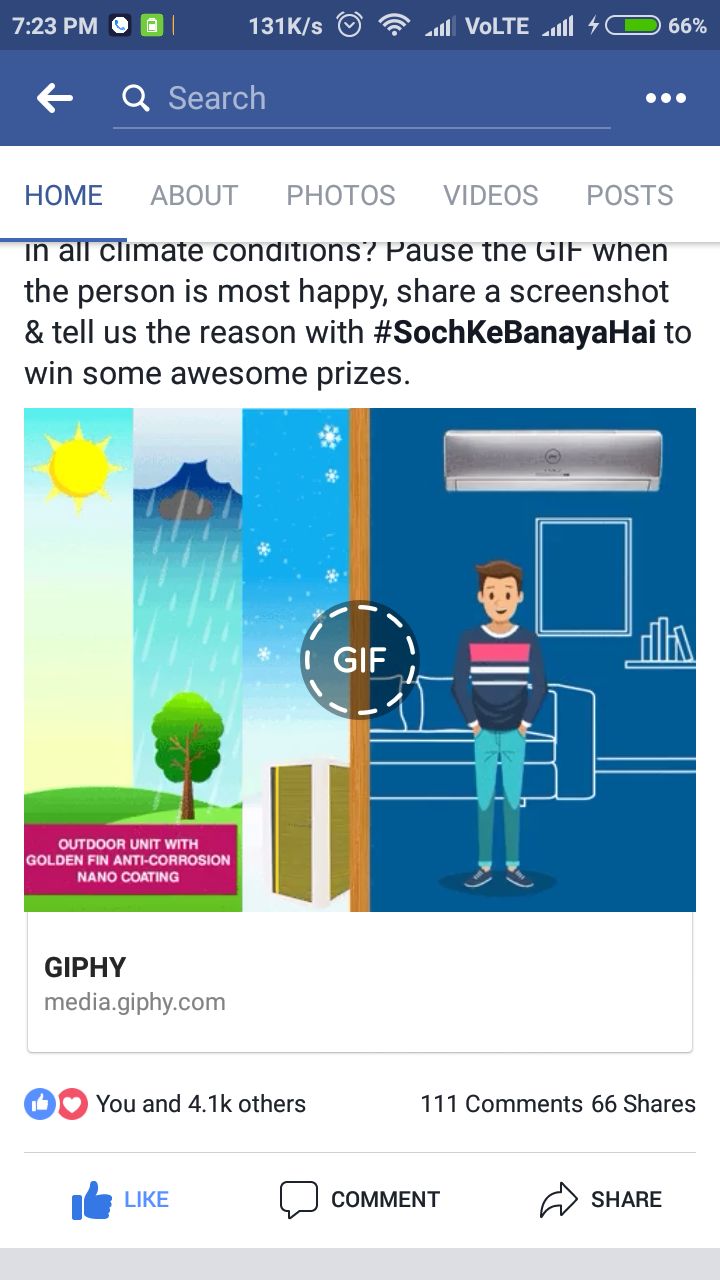 7:23 PM 131K/s VoLTE 66%
Search
HOME ABOUT PHOTOS VIDEOS POSTS
in all climate conditions? Pause the GIF when
the person is most happy, share a screenshot
& tell us the reason with #SochKeBanayaHai to
win some awesome prizes.
GIF
OUTDOOR UNIT WITH
GOLDEN FIN ANTI-CORROSION
NANO COATING
GIPHY
media.giphy.com
You and 4.1k others 111 Comments 66 Shares
LIKE COMMENT SHARE